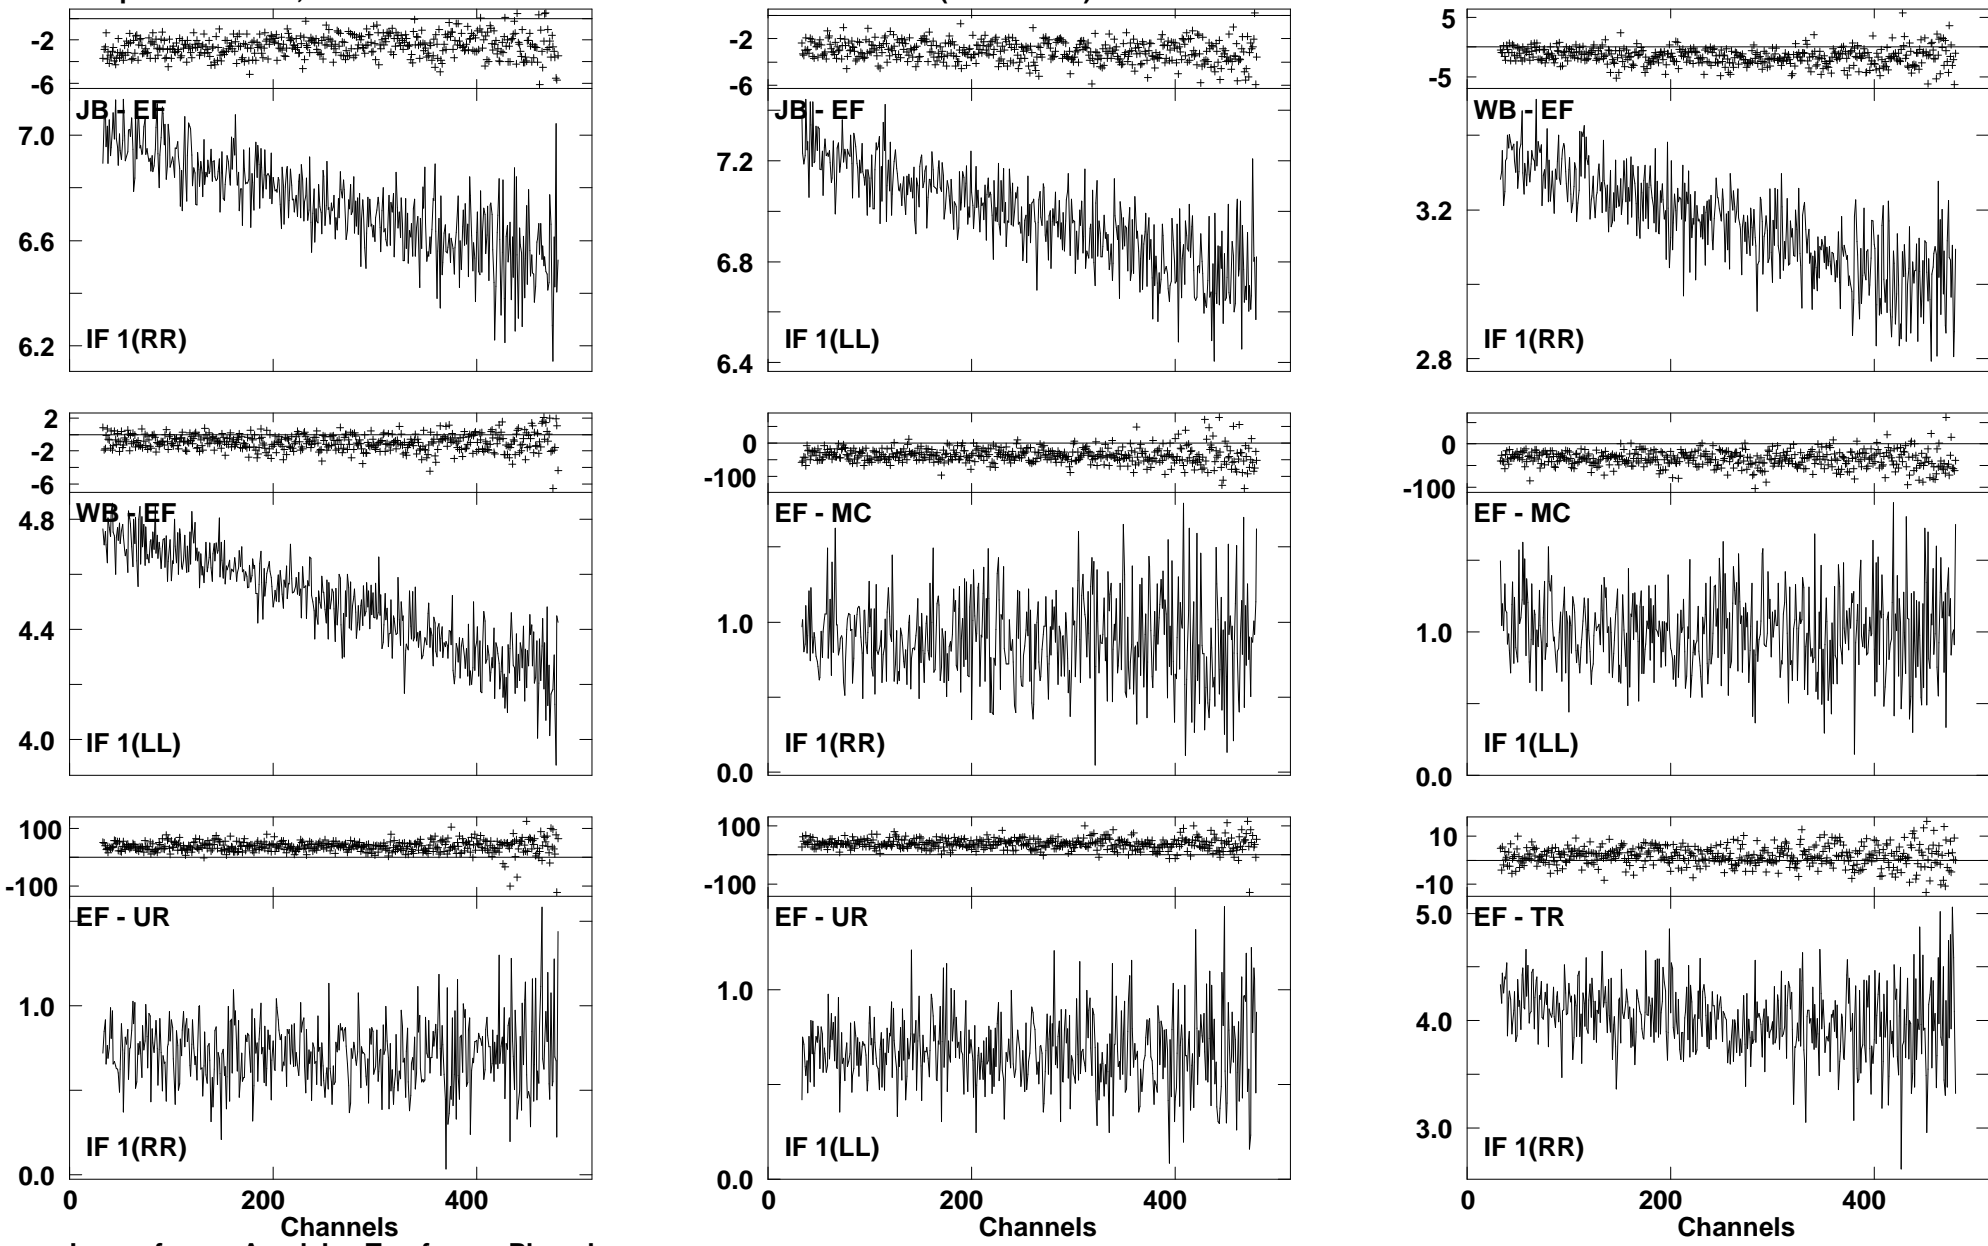 -2
-6
JB - EF
7.0
6.6
6.2
IF 1(RR)
-2
-6
JB - EF
7.2
6.8
6.4
IF 1(LL)
5
-5
WB - EF
3.2
2.8
IF 1(RR)
2
-2
-6
WB - EF
4.8
4.4
4.0
IF 1(LL)
0
-100
EF - MC
1.0
0.0
IF 1(RR)
0
-100
EF - MC
1.0
0.0
IF 1(LL)
100
-100
EF - UR
1.0
0.0
IF 1(RR)
0 200 400
Channels
100
-100
EF - UR
1.0
0.0
IF 1(LL)
0 200 400
Channels
10
-10
EF - TR
5.0
4.0
3.0
IF 1(RR)
0 200 400
Channels